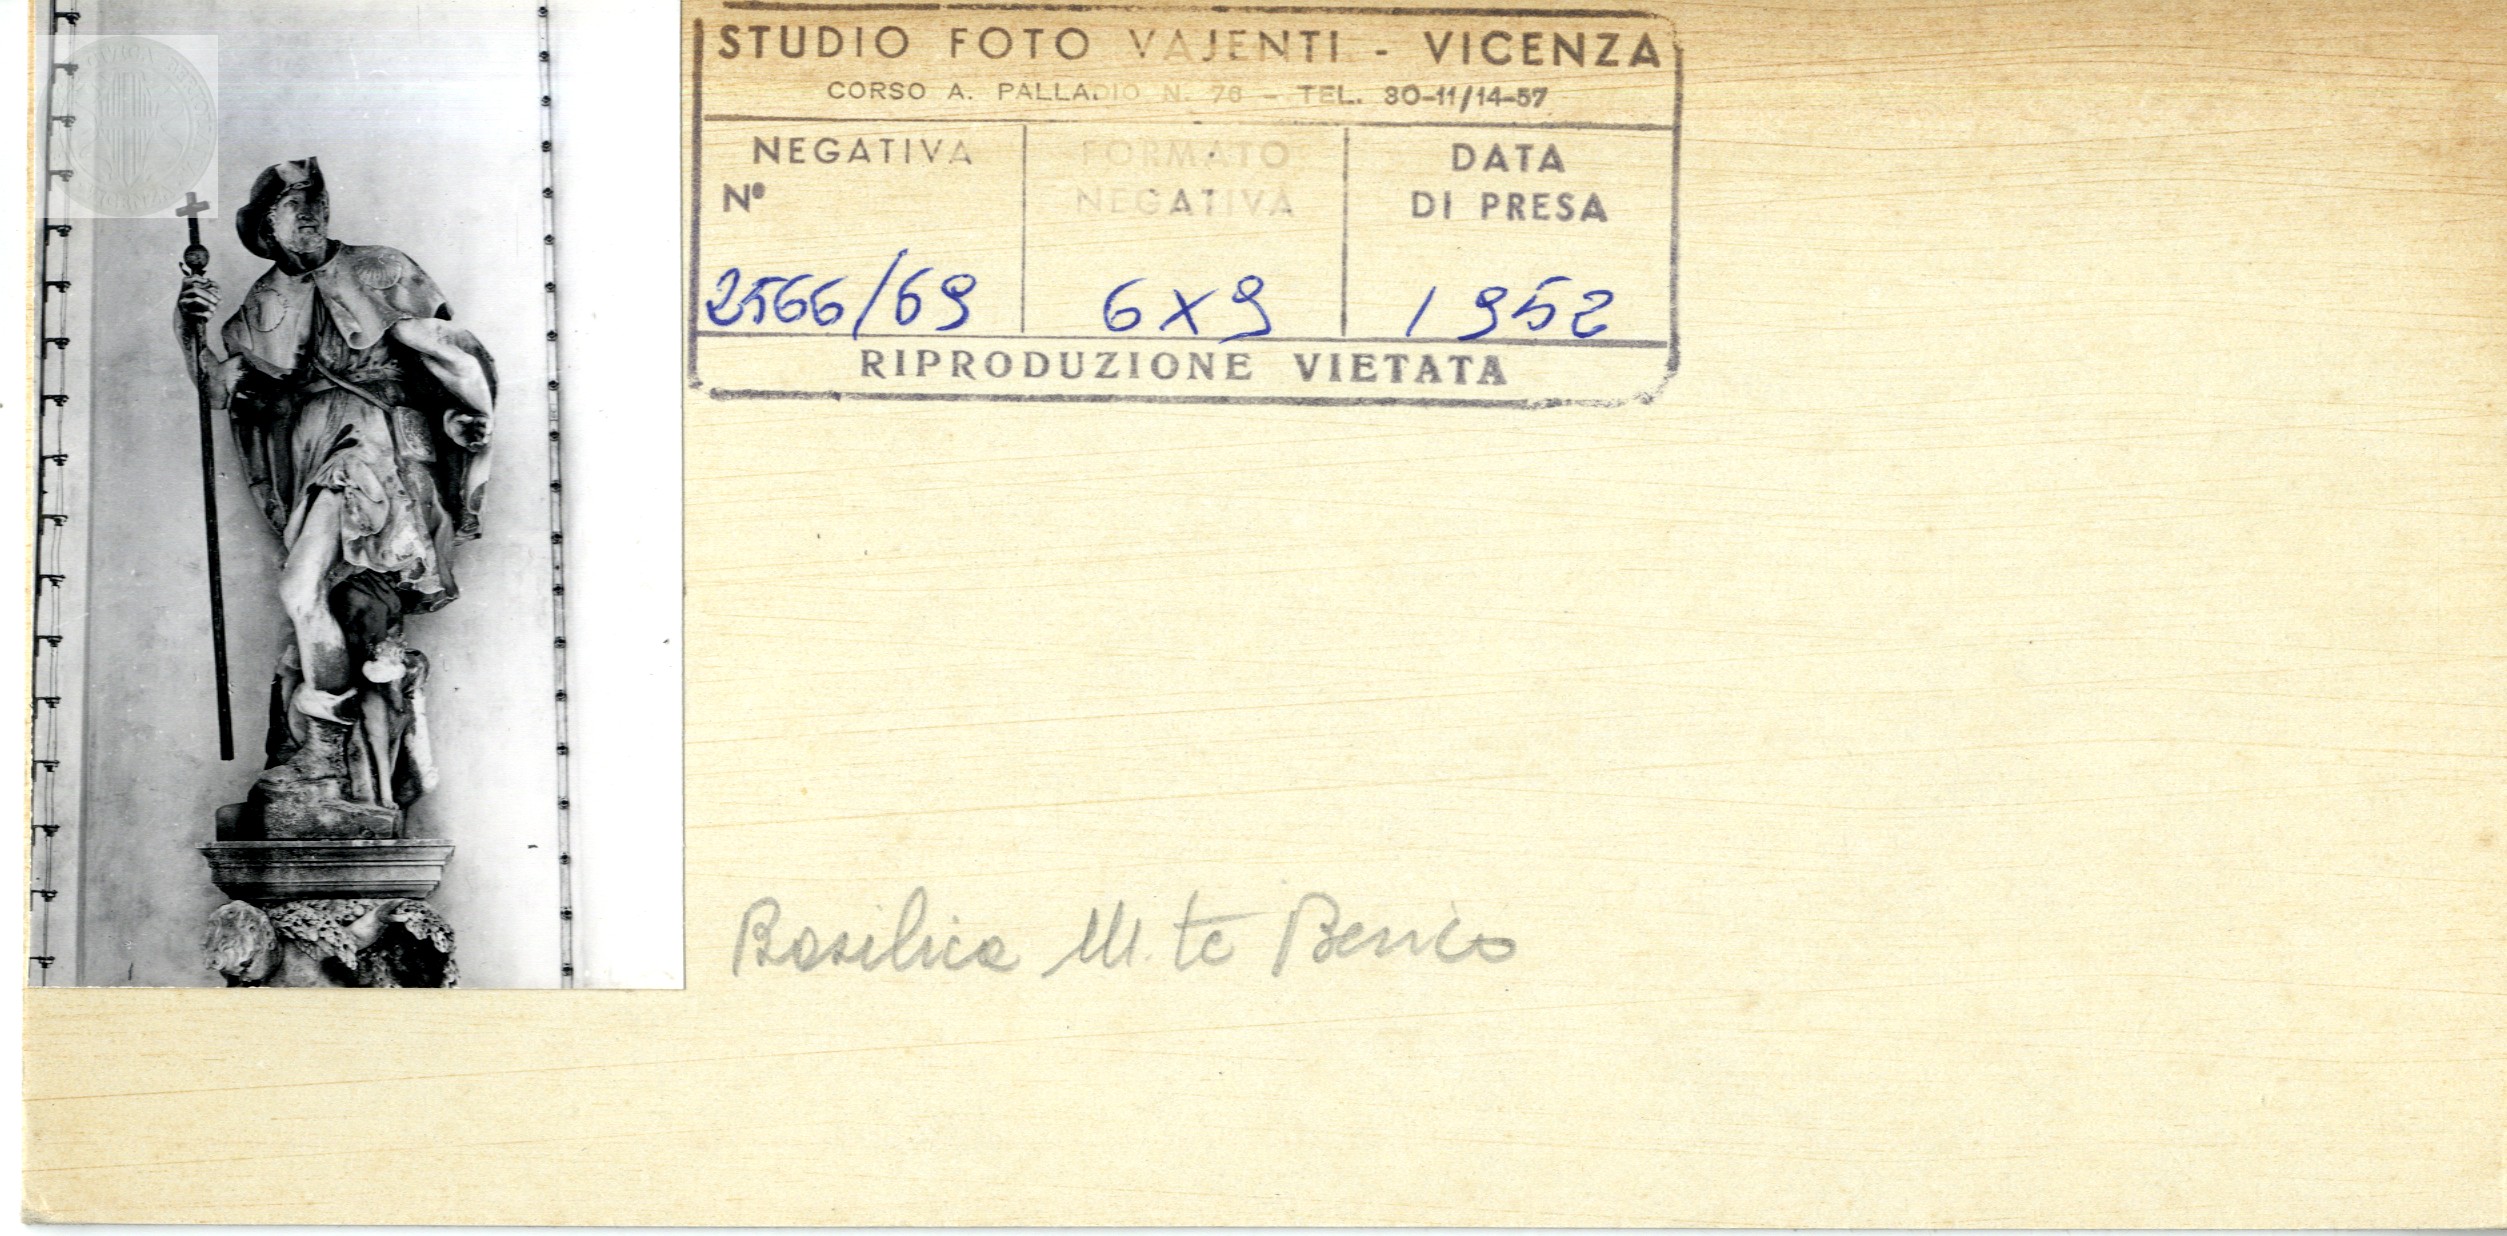 STUDIO FOTO VAJENTI - VICENZA
CORSO A. PALLADIO N. 76 - TEL. 30-11/14-57
NEGATIVA
Nº
2566/69
FORMATO
NEGATIVA
6x9
DATA
DI PRESA
1952
RIPRODUZIONE VIETATA
Basilica M.te Berico